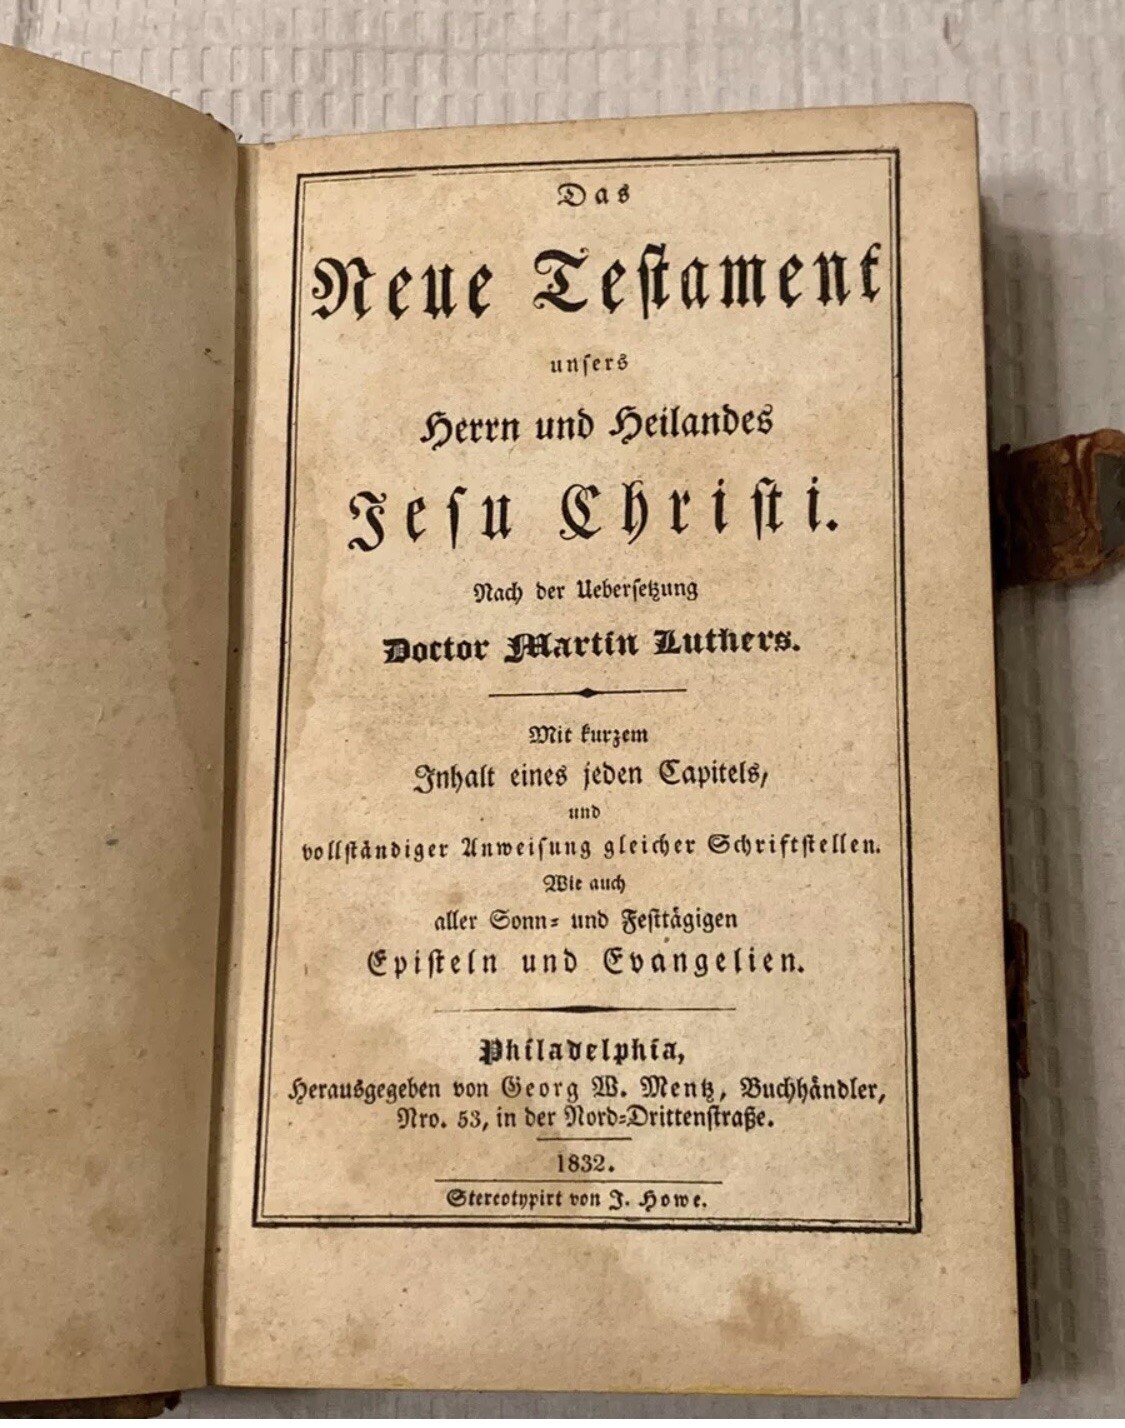 Das
Neue Testament
unsers
Herrn und Heilandes
Jesu Christi.
Nach der Uebersetzung
Doctor Martin Luthers.
Mit kurzem
Inhalt eines jeden Capitels,
und
vollständiger Anweisung gleicher Schriftstellen.
Wie auch
aller Sonn- und Festtägigen
Episteln und Evangelien.
Philadelphia,
Herausgegeben von Georg W. Mentz, Buchhändler,
Nro. 53, in der Nord-Drittenstraße.
1832.
Stereotypirt von J. Howe.